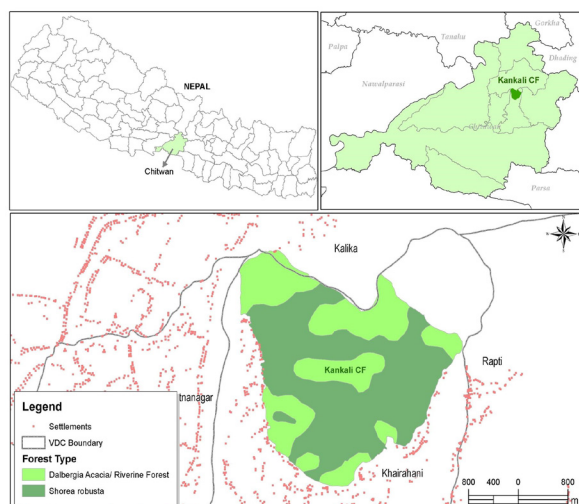 NEPAL
Chitwan
Gorkha
Tanahu
Palpa
Dhading
Kankali CF
Nawalparasi
Chitawan
Parsa
Kalika
Kankali CF
Rapti
tnanagar
Khairahani
Legend
Settlements
VDC Boundary
Forest Type
Dalbergia Acacia/ Riverine Forest
Shorea robusta
800 400 0 800
m